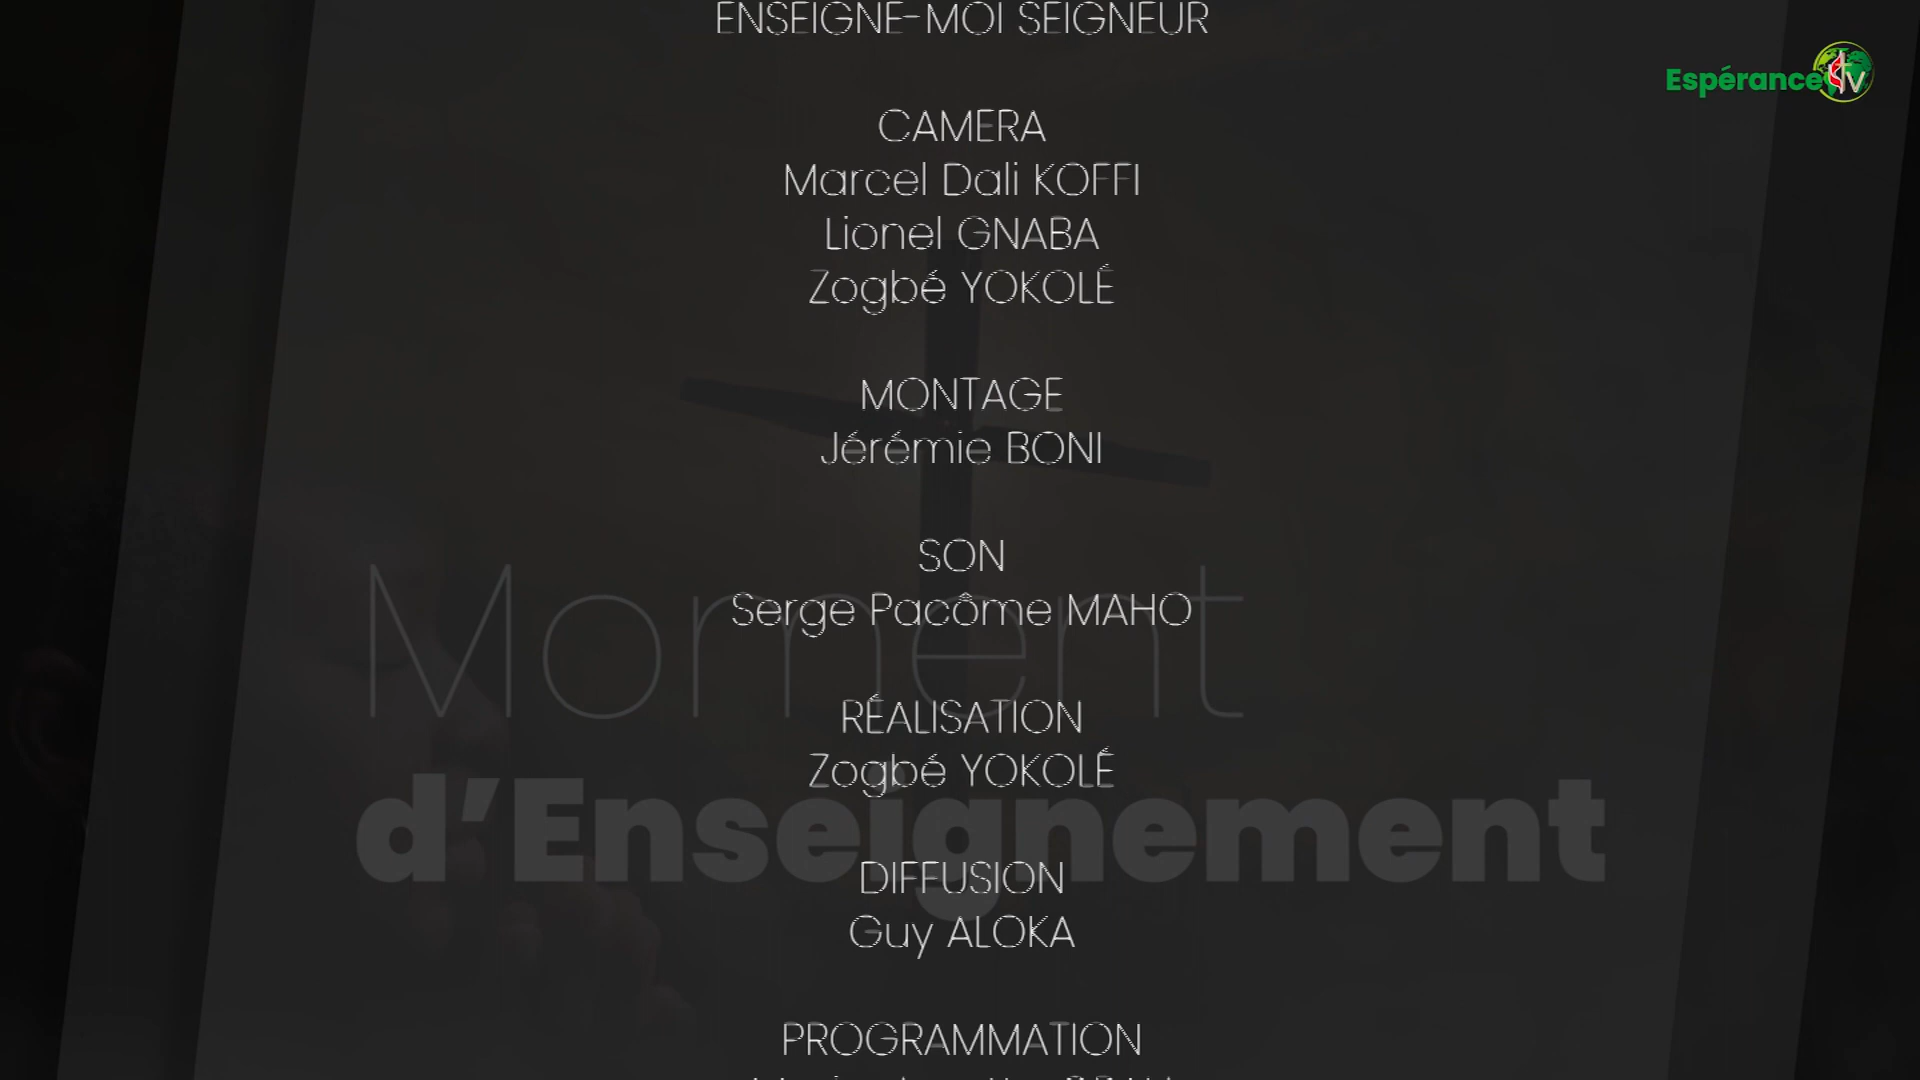 ENSEIGNE-MOI SEIGNEUR
Espérance tv
CAMERA
Marcel Dali KOFFI
Lionel GNABA
Zogbé YOKOLÉ
MONTAGE
Jérémie BONI
SON
Serge Pacôme MAHO
Moment
RÉALISATION
Zogbé YOKOLÉ
d'Enseignement
DIFFUSION
Guy ALOKA
PROGRAMMATION